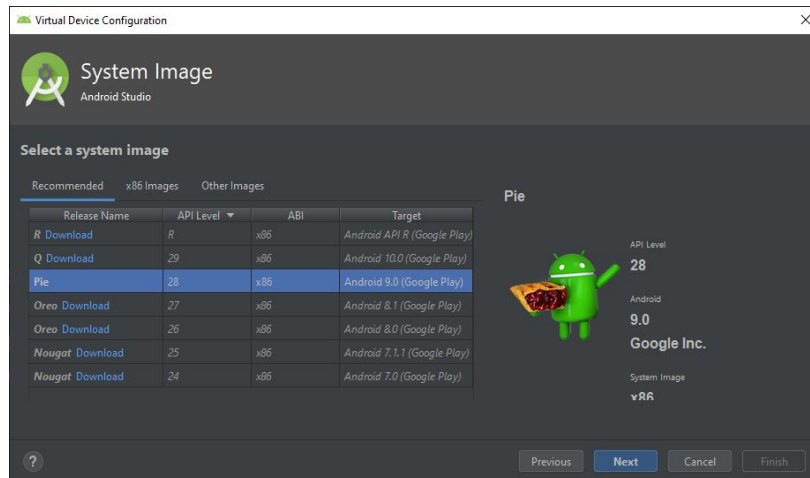 Virtual Device Configuration
System Image
Android Studio
Select a system image
Recommended x86 Images Other Images
Release Name API Level ABI Target
R Download R x86 Android API R (Google Play)
Q Download 29 x86 Android 10.0 (Google Play)
Pie 28 x86 Android 9.0 (Google Play)
Oreo Download 27 x86 Android 8.1 (Google Play)
Oreo Download 26 x86 Android 8.0 (Google Play)
Nougat Download 25 x86 Android 7.1.1 (Google Play)
Nougat Download 24 x86 Android 7.0 (Google Play)
Pie
API Level
28
Android
9.0
Google Inc.
System Image
x86
?
Previous Next Cancel Finish